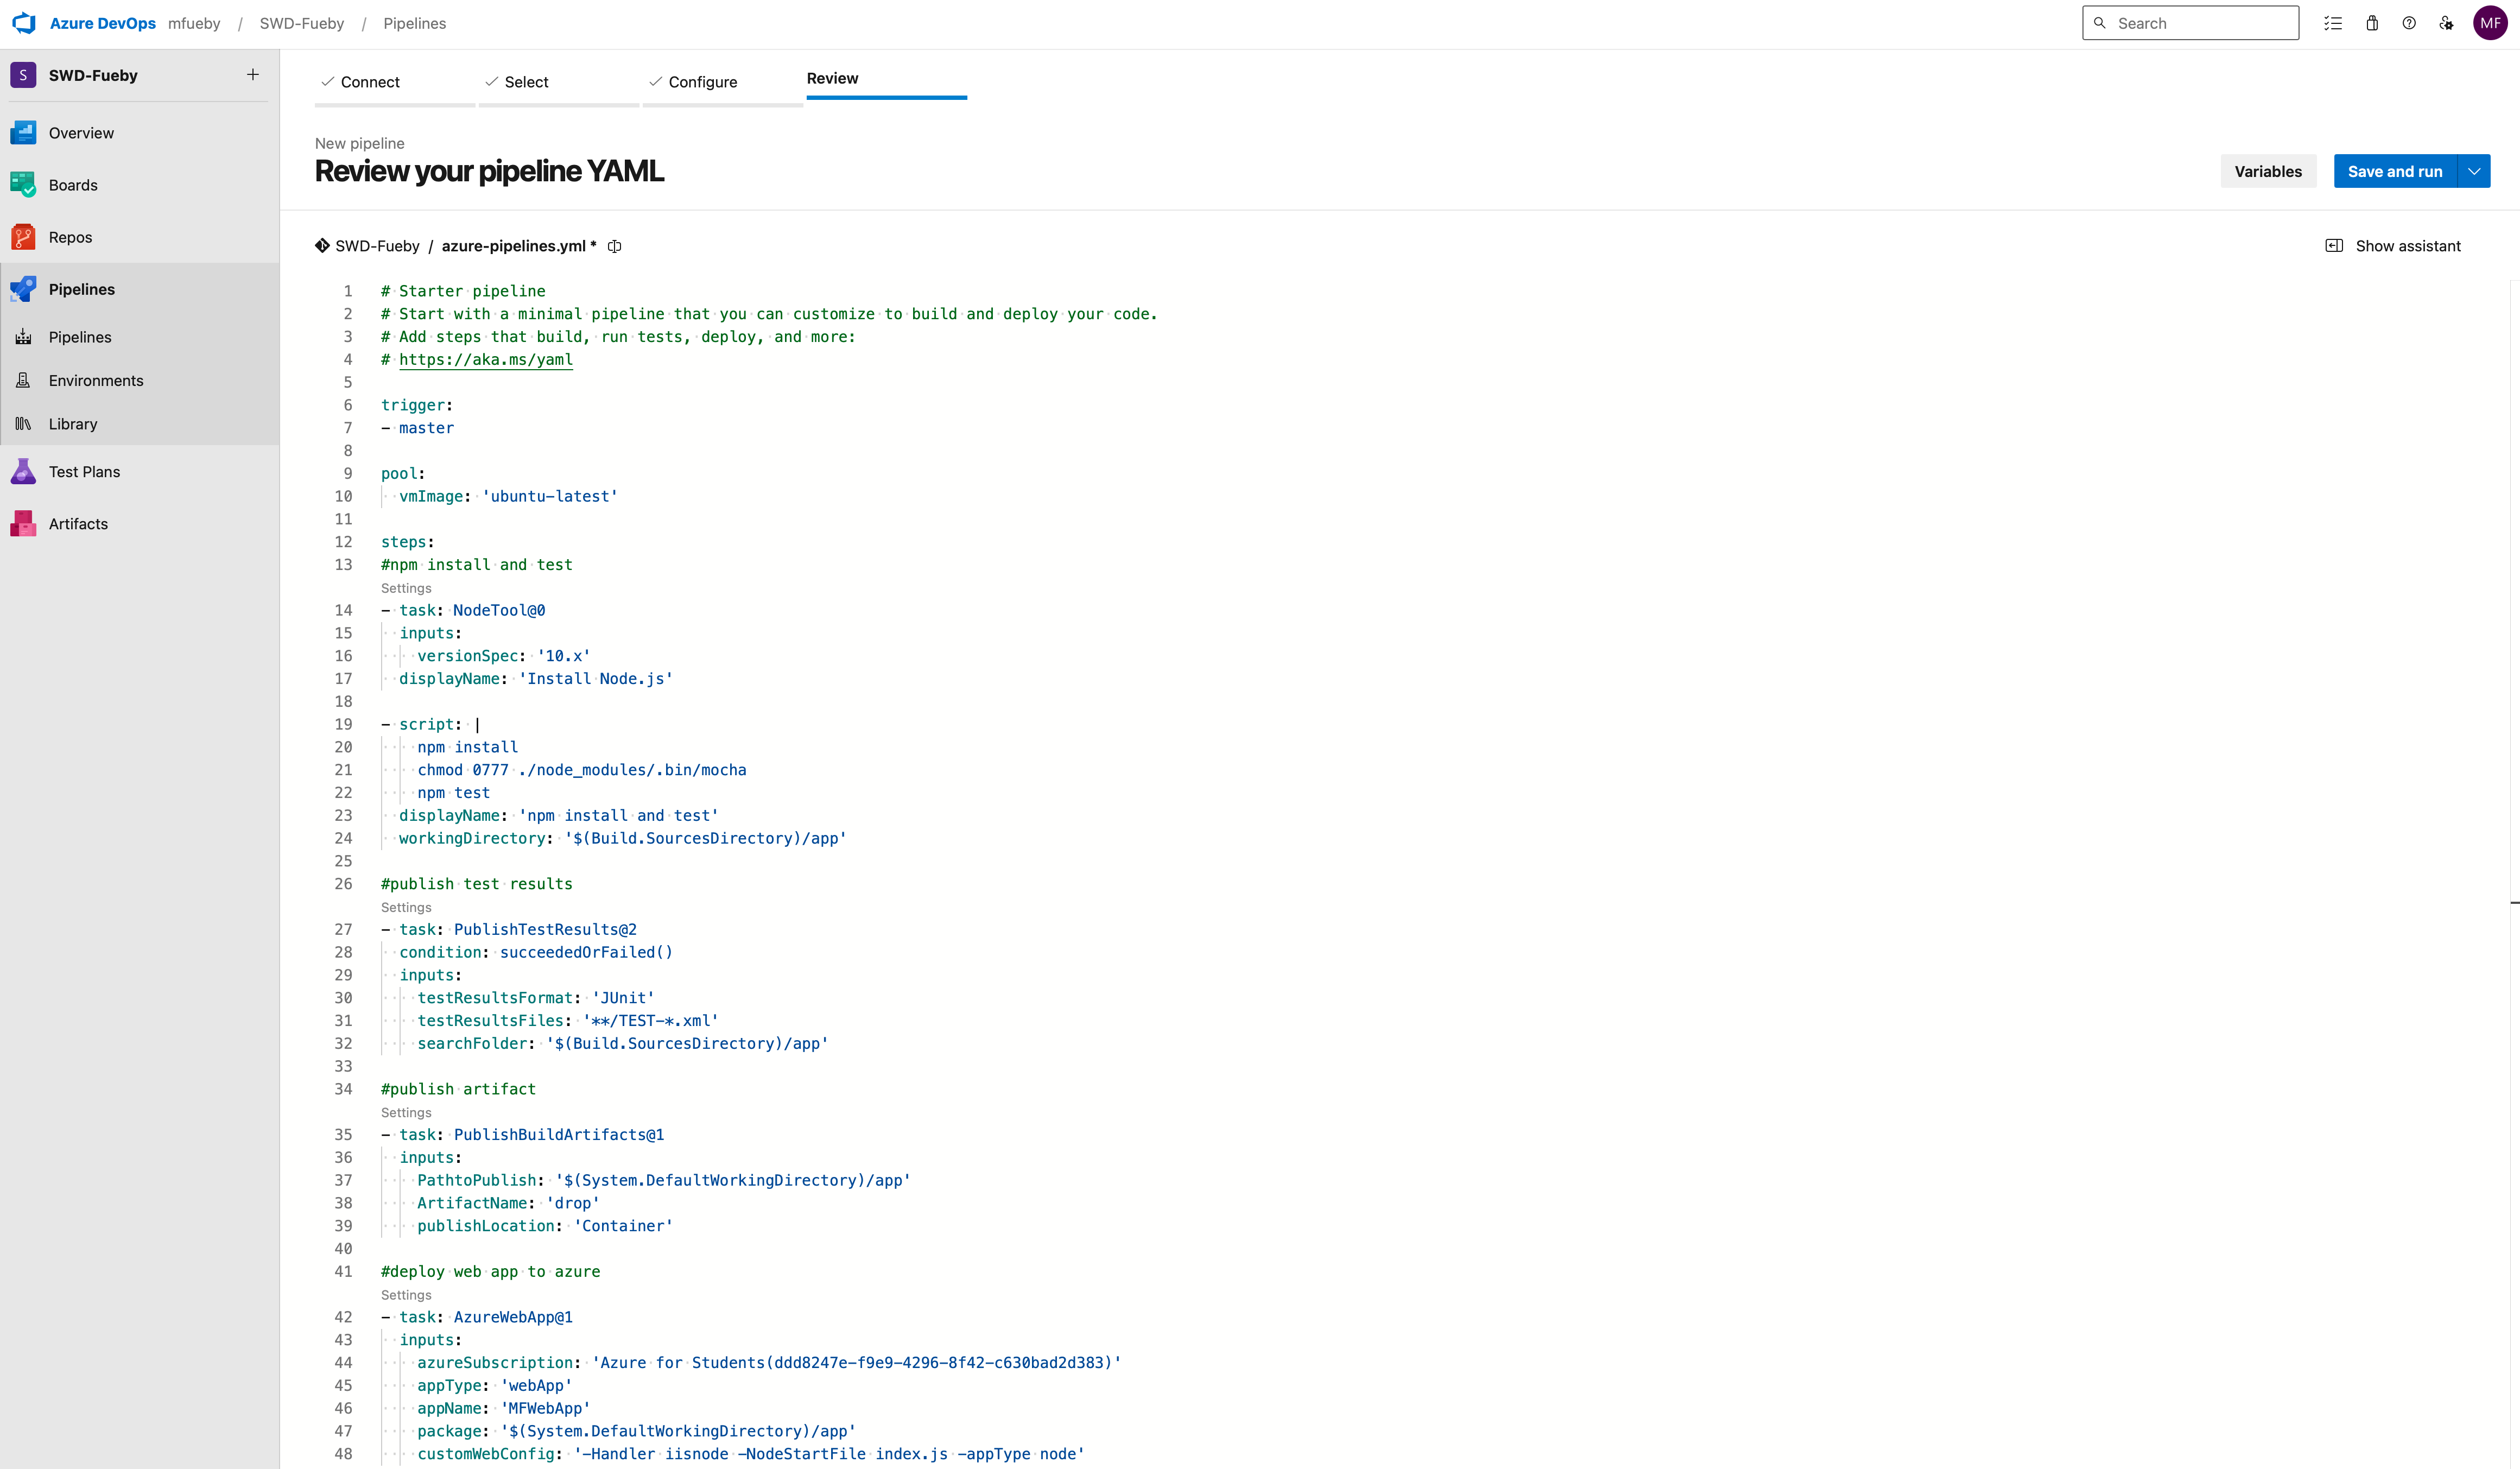 Azure DevOps mfueby / SWD-Fueby / Pipelines
Search
MF
S SWD-Fueby
Overview
Boards
Repos
Pipelines
Pipelines
Environments
Library
Test Plans
Artifacts
Connect Select Configure Review
New pipeline
Review your pipeline YAML
Variables
Save and run
SWD-Fueby / azure-pipelines.yml *
Show assistant
1 # Starter pipeline
2 # Start with a minimal pipeline that you can customize to build and deploy your code.
3 # Add steps that build, run tests, deploy, and more:
4 # https://aka.ms/yaml
5
6 trigger:
7 - master
8
9 pool:
10 vmImage: 'ubuntu-latest'
11
12 steps:
13 #npm install and test
Settings
14 - task: NodeTool@0
15 inputs:
16 versionSpec: '10.x'
17 displayName: 'Install Node.js'
18
19 - script: |
20 npm install
21 chmod 0777 ./node_modules/.bin/mocha
22 npm test
23 displayName: 'npm install and test'
24 workingDirectory: '$(Build.SourcesDirectory)/app'
25
26 #publish test results
Settings
27 - task: PublishTestResults@2
28 condition: succeededOrFailed()
29 inputs:
30 testResultsFormat: 'JUnit'
31 testResultsFiles: '**/TEST-*.xml'
32 searchFolder: '$(Build.SourcesDirectory)/app'
33
34 #publish artifact
Settings
35 - task: PublishBuildArtifacts@1
36 inputs:
37 PathtoPublish: '$(System.DefaultWorkingDirectory)/app'
38 ArtifactName: 'drop'
39 publishLocation: 'Container'
40
41 #deploy web app to azure
Settings
42 - task: AzureWebApp@1
43 inputs:
44 azureSubscription: 'Azure for Students(ddd8247e-f9e9-4296-8f42-c630bad2d383)'
45 appType: 'webApp'
46 appName: 'MFWebApp'
47 package: '$(System.DefaultWorkingDirectory)/app'
48 customWebConfig: '-Handler iisnode -NodeStartFile index.js -appType node'